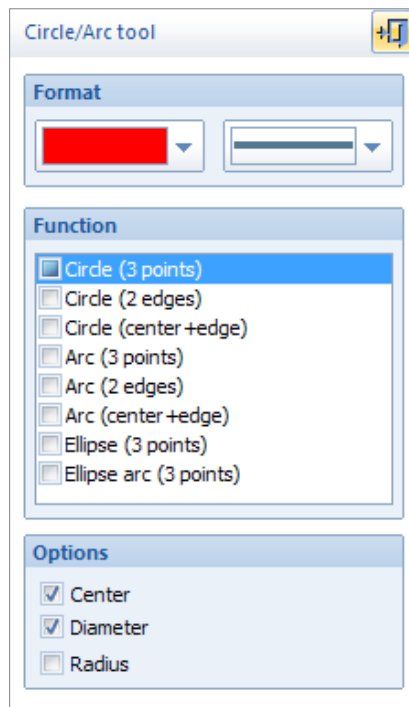 Circle/Arc tool
Format
Function
Circle (3 points)
Circle (2 edges)
Circle (center+edge)
Arc (3 points)
Arc (2 edges)
Arc (center+edge)
Ellipse (3 points)
Ellipse arc (3 points)
Options
Center
Diameter
Radius